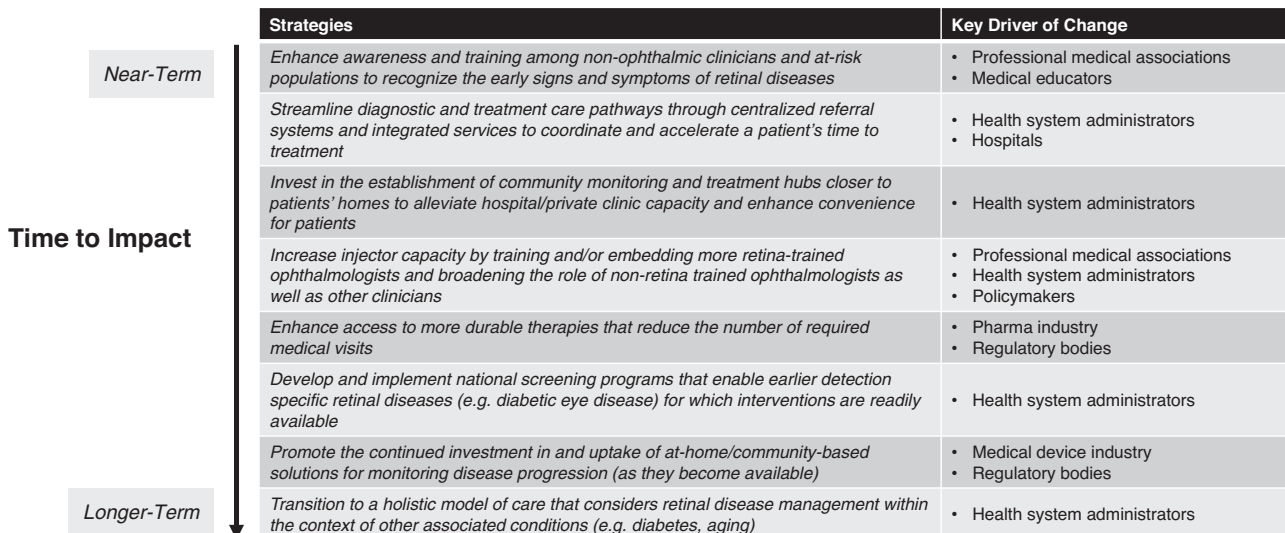 Strategies
Key Driver of Change
Near-Term
Enhance awareness and training among non-ophthalmic clinicians and at-risk
populations to recognize the early signs and symptoms of retinal diseases
• Professional medical associations
• Medical educators
Streamline diagnostic and treatment care pathways through centralized referral
systems and integrated services to coordinate and accelerate a patient's time to
treatment
• Health system administrators
• Hospitals
Invest in the establishment of community monitoring and treatment hubs closer to
patients' homes to alleviate hospital/private clinic capacity and enhance convenience
for patients
• Health system administrators
Time to Impact
Increase injector capacity by training and/or embedding more retina-trained
ophthalmologists and broadening the role of non-retina trained ophthalmologists as
well as other clinicians
• Professional medical associations
• Health system administrators
• Policymakers
Enhance access to more durable therapies that reduce the number of required
medical visits
• Pharma industry
• Regulatory bodies
Develop and implement national screening programs that enable earlier detection
specific retinal diseases (e.g. diabetic eye disease) for which interventions are readily
available
• Health system administrators
Promote the continued investment in and uptake of at-home/community-based
solutions for monitoring disease progression (as they become available)
• Medical device industry
• Regulatory bodies
Longer-Term
Transition to a holistic model of care that considers retinal disease management within
the context of other associated conditions (e.g. diabetes, aging)
• Health system administrators